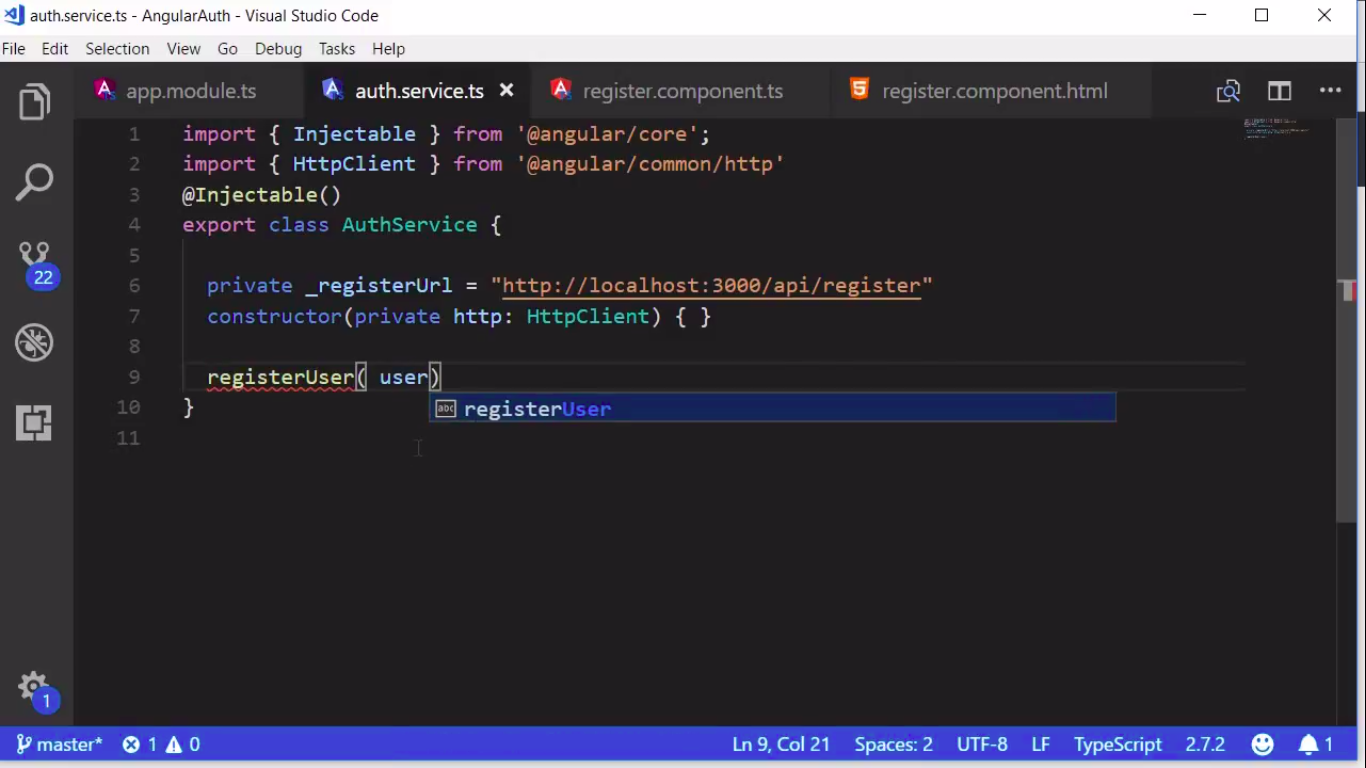 auth.service.ts - AngularAuth - Visual Studio Code
File Edit Selection View Go Debug Tasks Help
app.module.ts auth.service.ts register.component.ts register.component.html
1 import { Injectable } from '@angular/core';
2 import { HttpClient } from '@angular/common/http'
3 @Injectable()
4 export class AuthService {
5
6 private _registerUrl = "http://localhost:3000/api/register"
7 constructor(private http: HttpClient) { }
8
9 registerUser( user)
10 }
abc registerUser
11
22
1
master* 1 0 Ln 9, Col 21 Spaces: 2 UTF-8 LF TypeScript 2.7.2 1